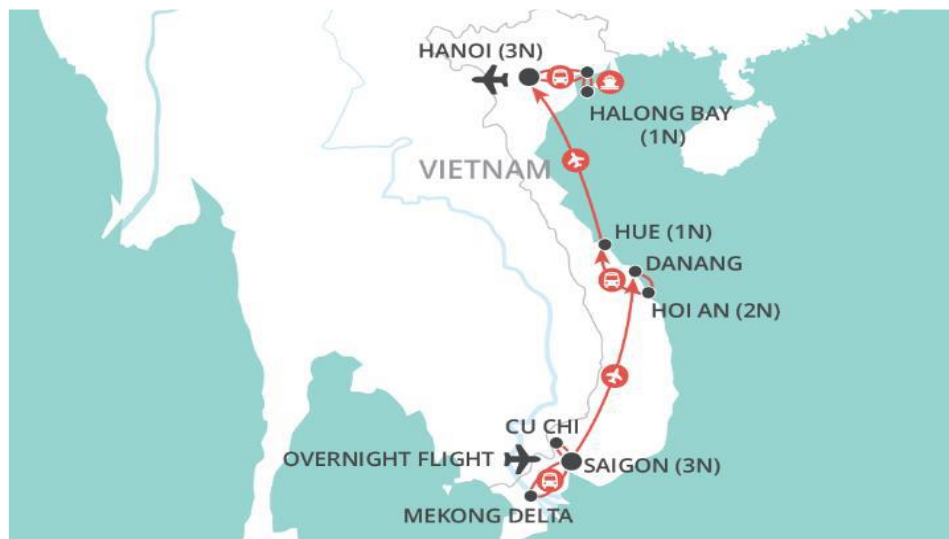 HANOI (3N)
HALONG BAY
(1N)
VIETNAM
HUE (1N)
DANANG
HOI AN (2N)
CU CHI
OVERNIGHT FLIGHT
SAIGON (3N)
MEKONG DELTA